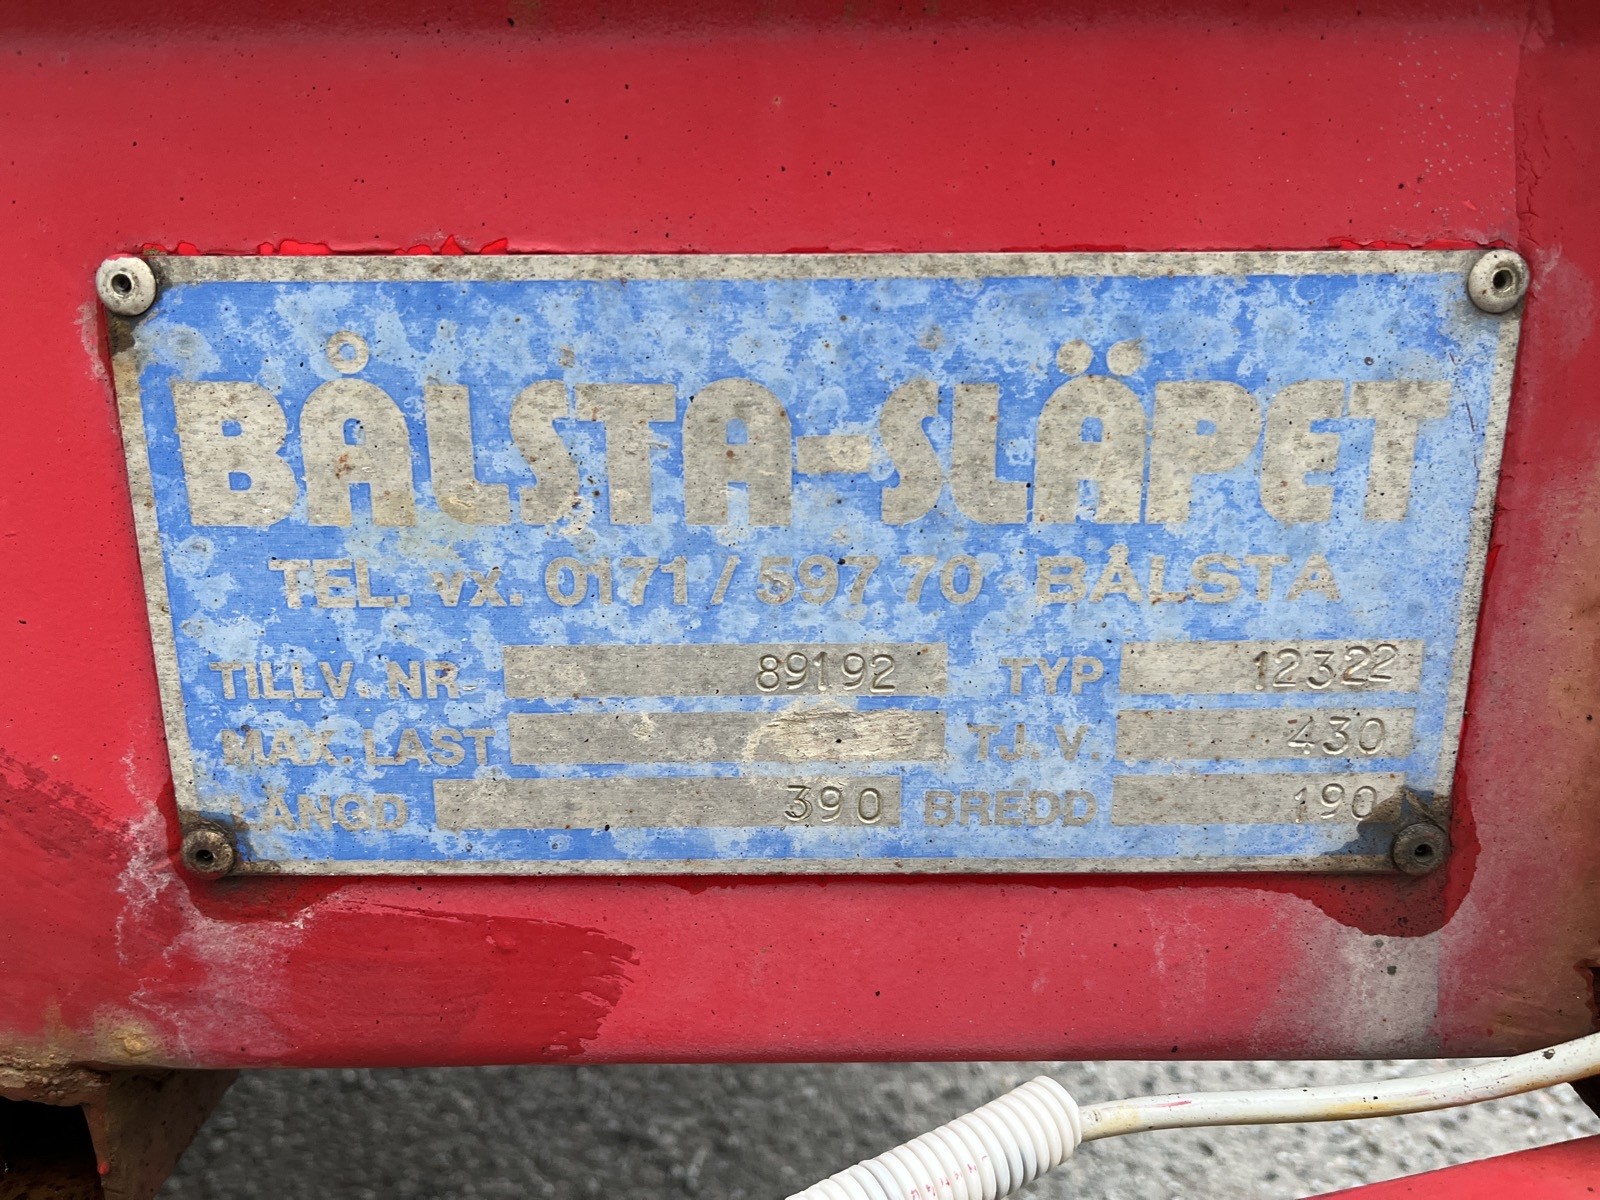 BÅLSTA-SLÄPET
TEL. vx. 0171 / 597 70 BÅLSTA
TILLV. NR 89192 TYP 12322
MAX. LAST TJ. V. 430
LÄNGD 390 BREDD 190